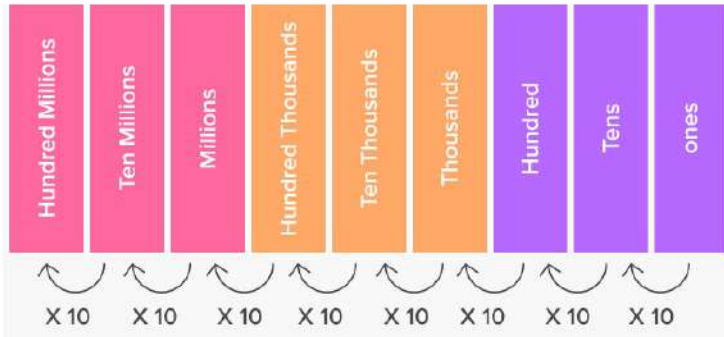 Hundred Millions
Ten Millions
Millions
Hundred Thousands
Ten Thousands
Thousands
Hundred
Tens
ones
X 10 X 10 X 10 X 10 X 10 X 10 X 10 X 10